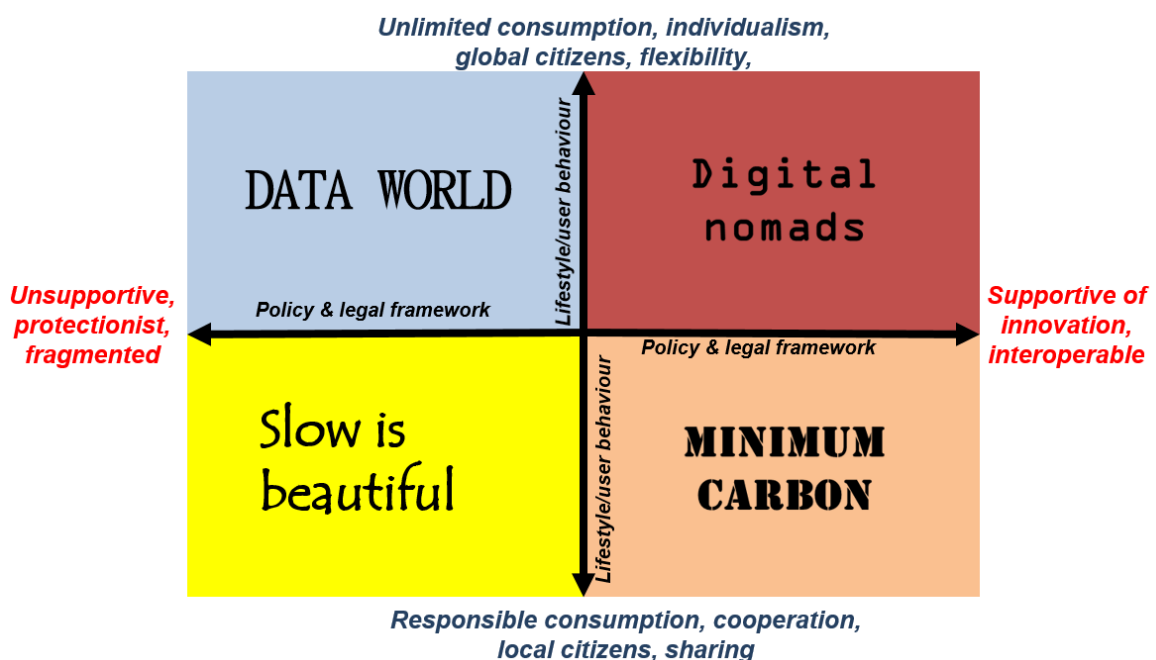 Unlimited consumption, individualism,
global citizens, flexibility,
DATA WORLD
Digital
nomads
Lifestyle/user behaviour
Policy & legal framework
Unsupportive,
protectionist,
fragmented
Supportive of
innovation,
interoperable
Policy & legal framework
Lifestyle/user behaviour
Slow is
beautiful
MINIMUM
CARBON
Responsible consumption, cooperation,
local citizens, sharing